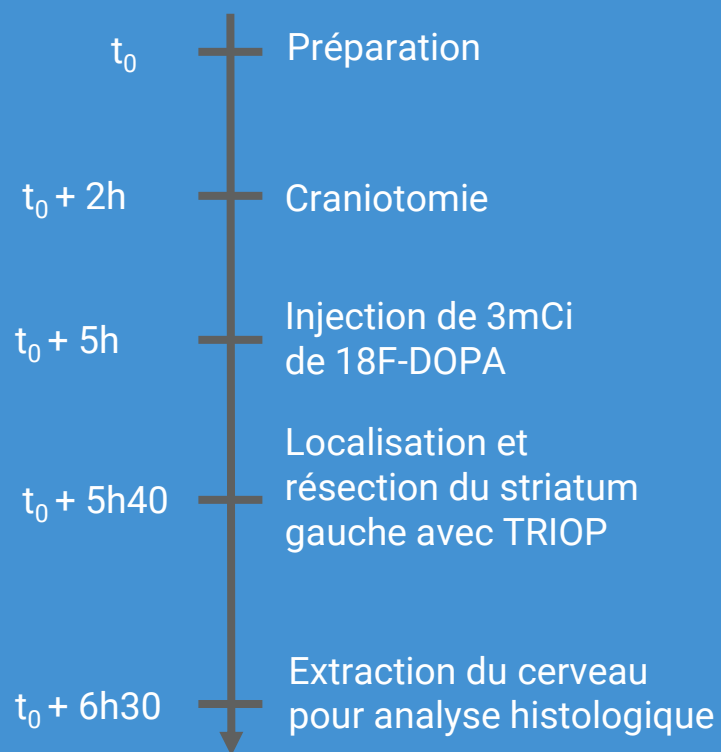 t₀ Préparation
t₀ + 2h Craniotomie
Injection de 3mCi
t₀ + 5h
de 18F-DOPA
Localisation et
t₀ + 5h40 résection du striatum
gauche avec TRIOP
Extraction du cerveau
t₀ + 6h30 pour analyse histologique